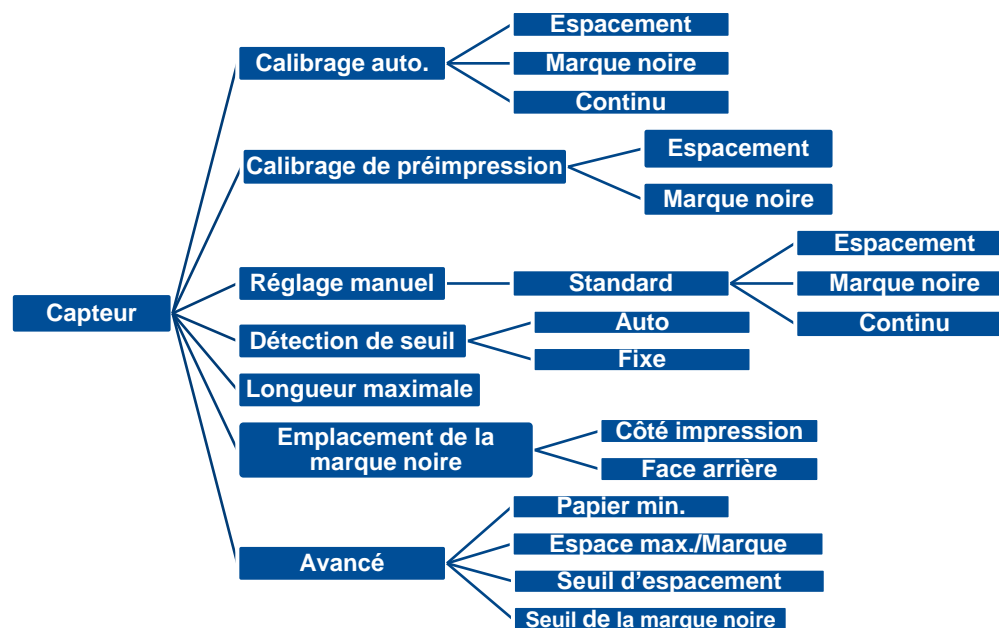 Capteur
Calibrage auto.
Espacement
Marque noire
Continu
Calibrage de préimpression
Espacement
Marque noire
Réglage manuel
Standard
Espacement
Marque noire
Continu
Détection de seuil
Auto
Fixe
Longueur maximale
Emplacement de la
marque noire
Côté impression
Face arrière
Avancé
Papier min.
Espace max./Marque
Seuil d’espacement
Seuil de la marque noire